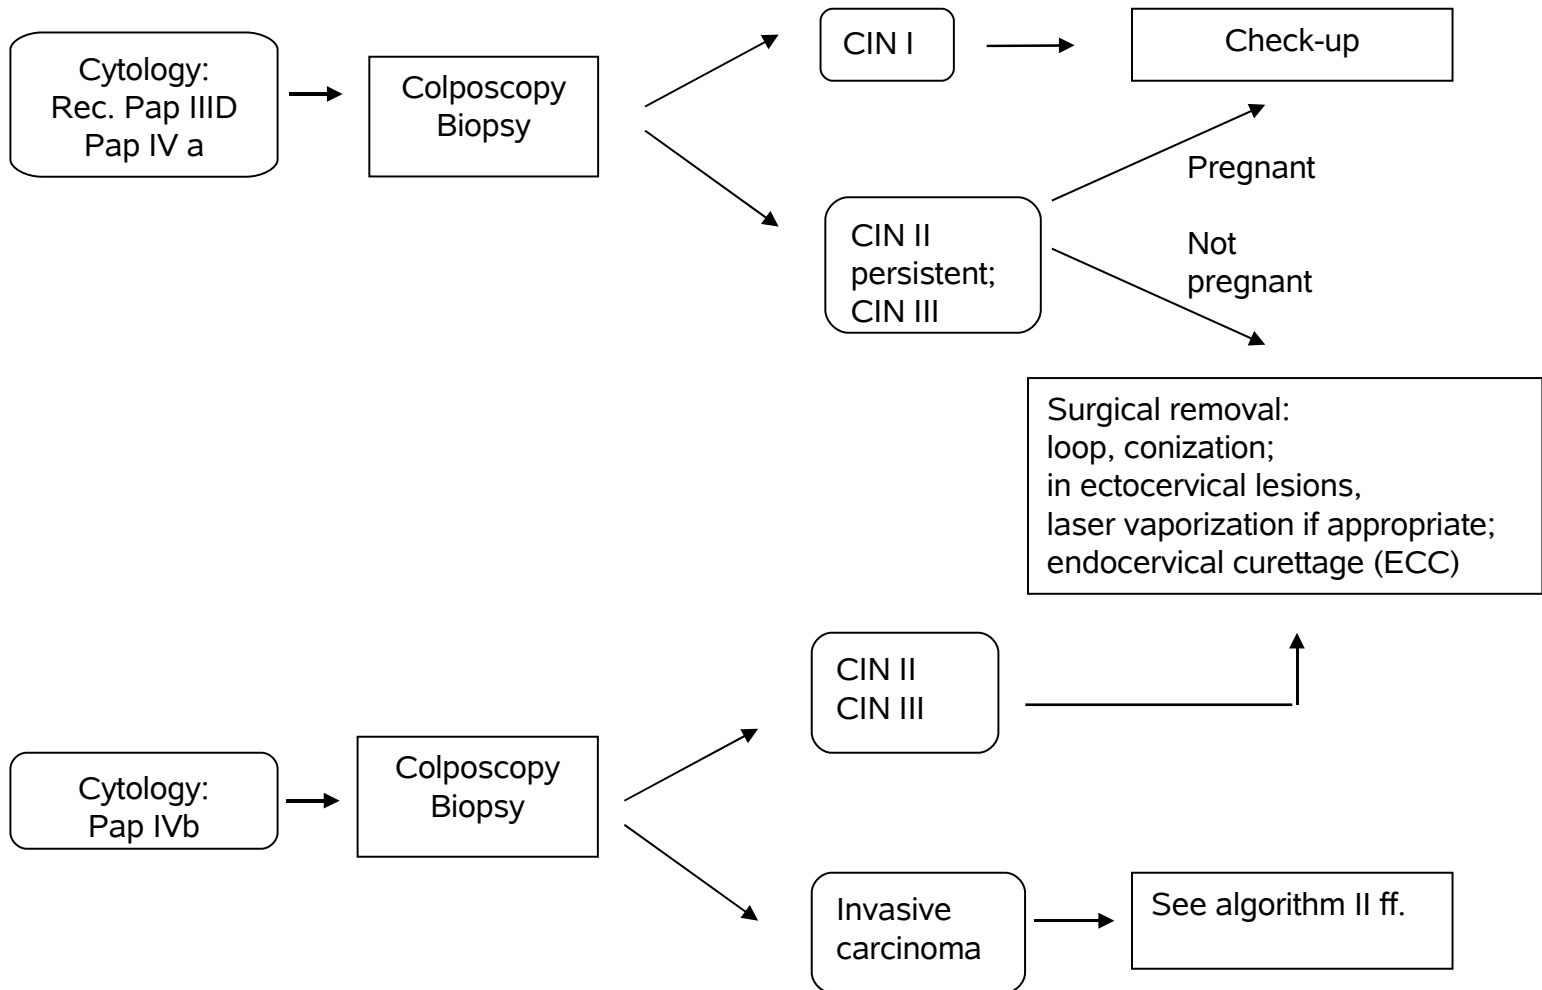 Cytology:
Rec. Pap IIID
Pap IV a
Colposcopy
Biopsy
CIN I
Check-up
CIN II
persistent;
CIN III
Pregnant
Not
pregnant
Surgical removal:
loop, conization;
in ectocervical lesions,
laser vaporization if appropriate;
endocervical curettage (ECC)
Cytology:
Pap IVb
Colposcopy
Biopsy
CIN II
CIN III
Invasive
carcinoma
See algorithm II ff.